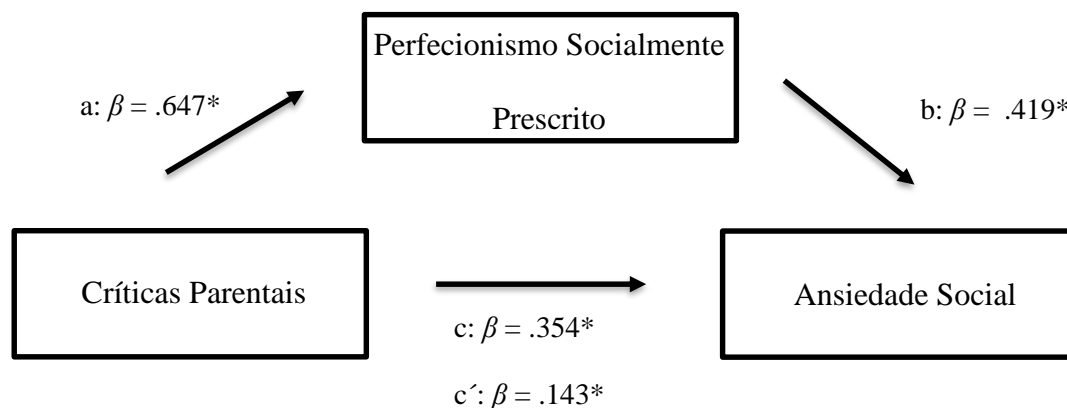 Perfecionismo Socialmente
Prescrito
a: β = .647*
b: β = .419*
Críticas Parentais
Ansiedade Social
c: β = .354*
c´: β = .143*